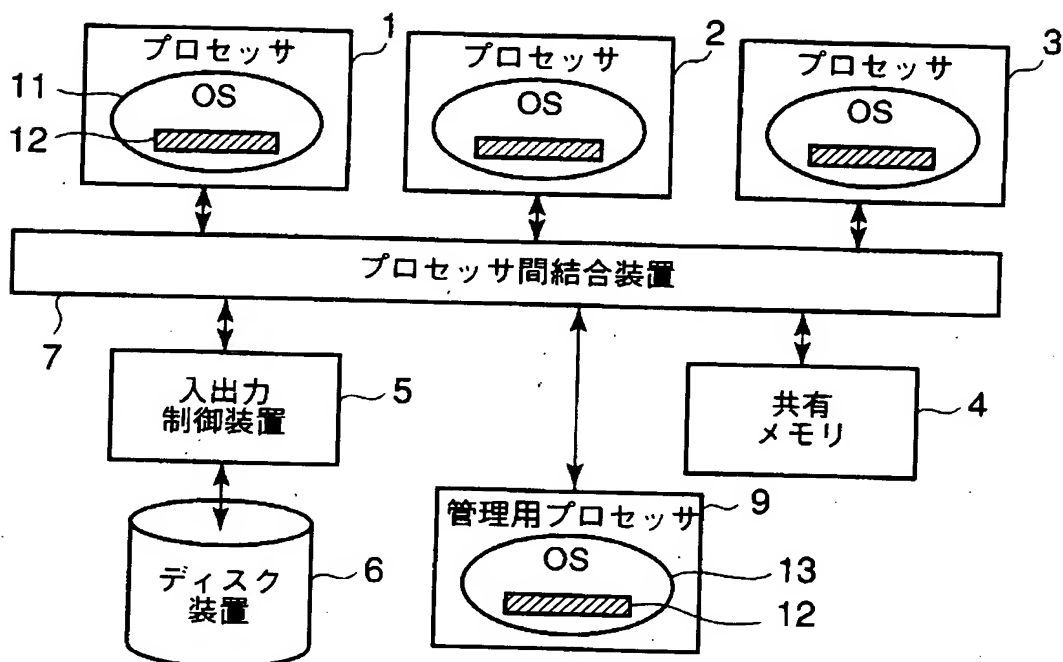 プロセッサ
1
11
OS
12
プロセッサ
2
OS
プロセッサ
3
OS
プロセッサ間結合装置
7
入出力
制御装置
5
共有
メモリ
4
ディスク
装置
6
管理用プロセッサ
9
OS
13
12